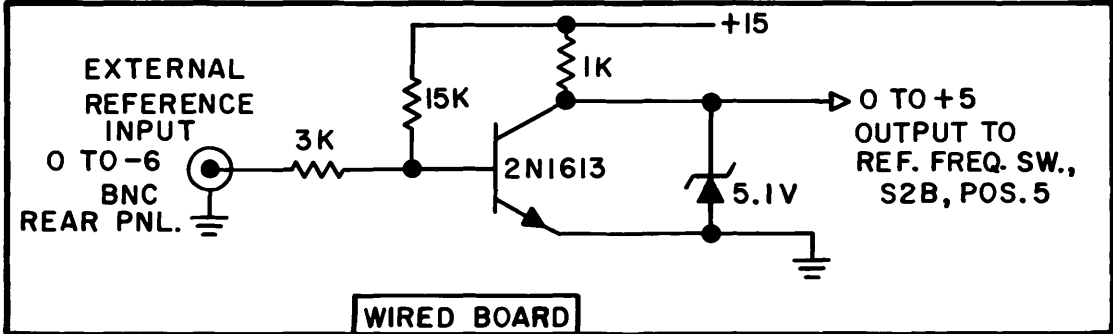 +15
EXTERNAL
REFERENCE
INPUT
0 TO -6
BNC
REAR PNL.
3K
15K
1K
2N1613
5.1V
0 TO +5
OUTPUT TO
REF. FREQ. SW.,
S2B, POS. 5
WIRED BOARD